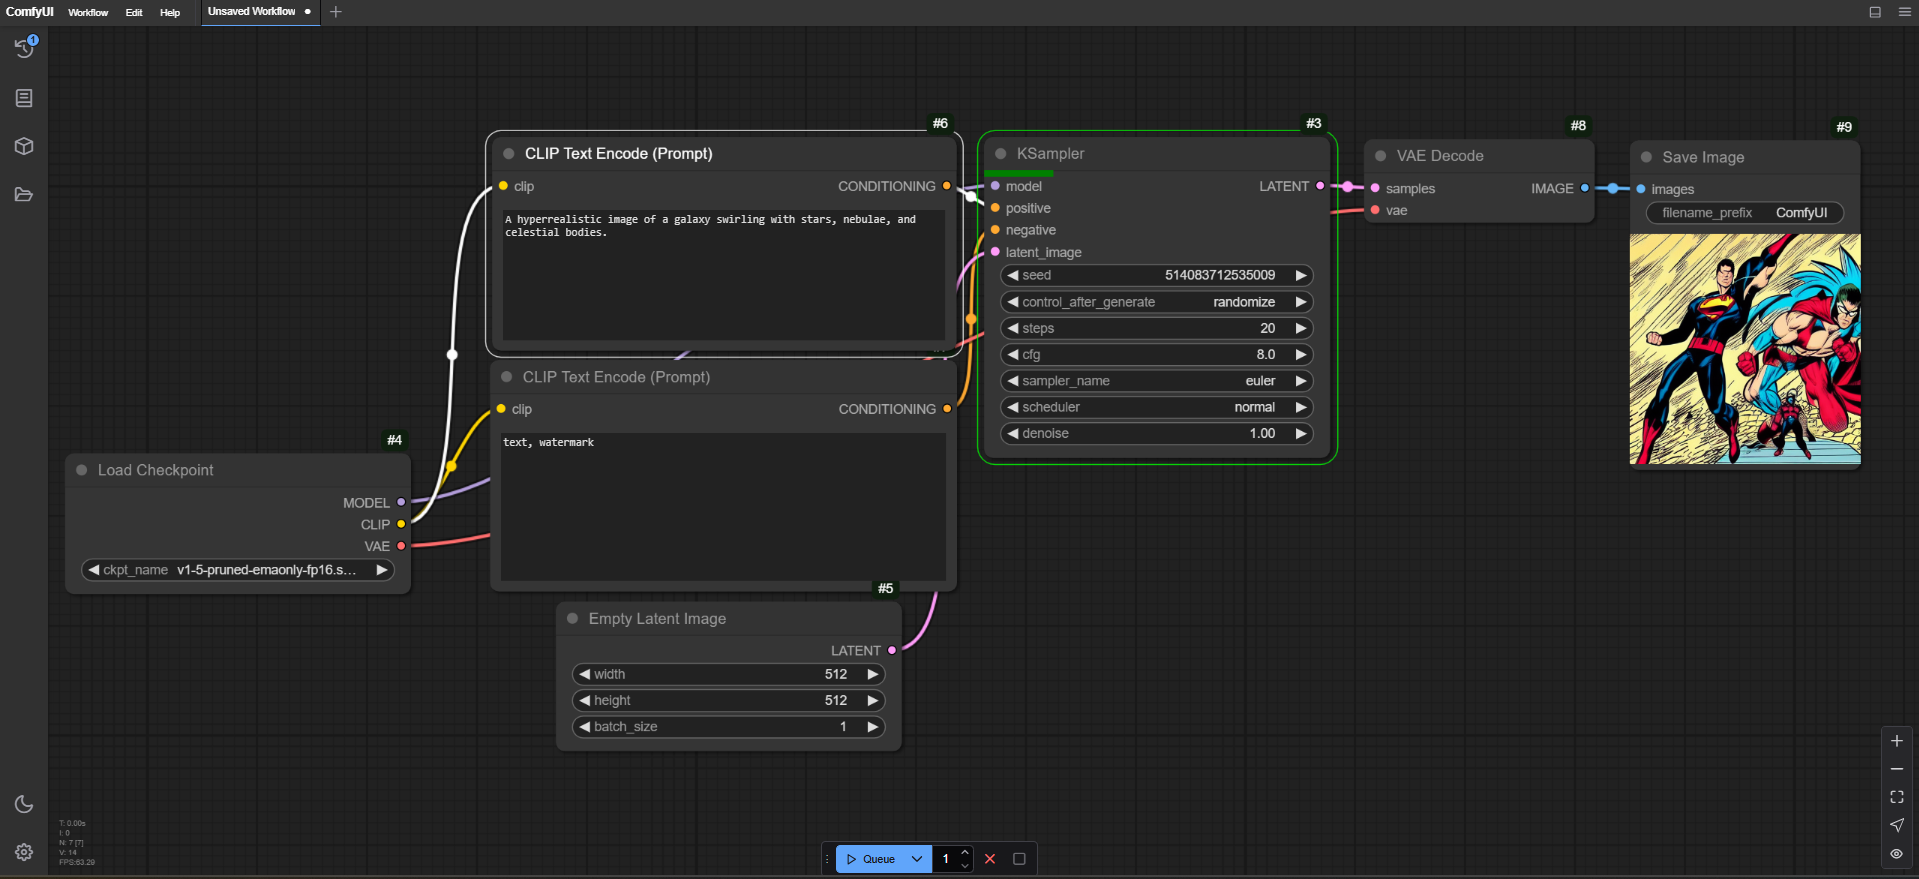 ComfyUI Workflow Edit Help Unsaved Workflow
1
#6
CLIP Text Encode (Prompt)
clip CONDITIONING
A hyperrealistic image of a galaxy swirling with stars, nebulae, and
celestial bodies.
CLIP Text Encode (Prompt)
clip CONDITIONING
text, watermark
#4
Load Checkpoint
MODEL
CLIP
VAE
ckpt_name v1-5-pruned-emaonly-fp16.s...
#5
Empty Latent Image
LATENT
width 512
height 512
batch_size 1
#3
KSampler
model LATENT
positive
negative
latent_image
seed 514083712535009
control_after_generate randomize
steps 20
cfg 8.0
sampler_name euler
scheduler normal
denoise 1.00
#8
VAE Decode
samples IMAGE
vae
#9
Save Image
images
filename_prefix ComfyUI
T: 0.00s
I: 0
N: 7 [7]
V: 14
FPS:63.29
Queue 1